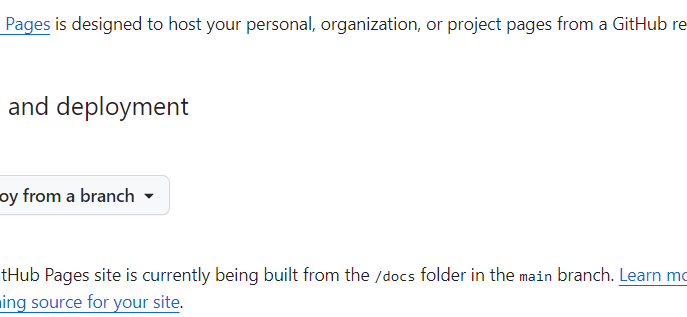 Pages is designed to host your personal, organization, or project pages from a GitHub re
and deployment
oy from a branch
tHub Pages site is currently being built from the /docs folder in the main branch. Learn mo
ing source for your site.